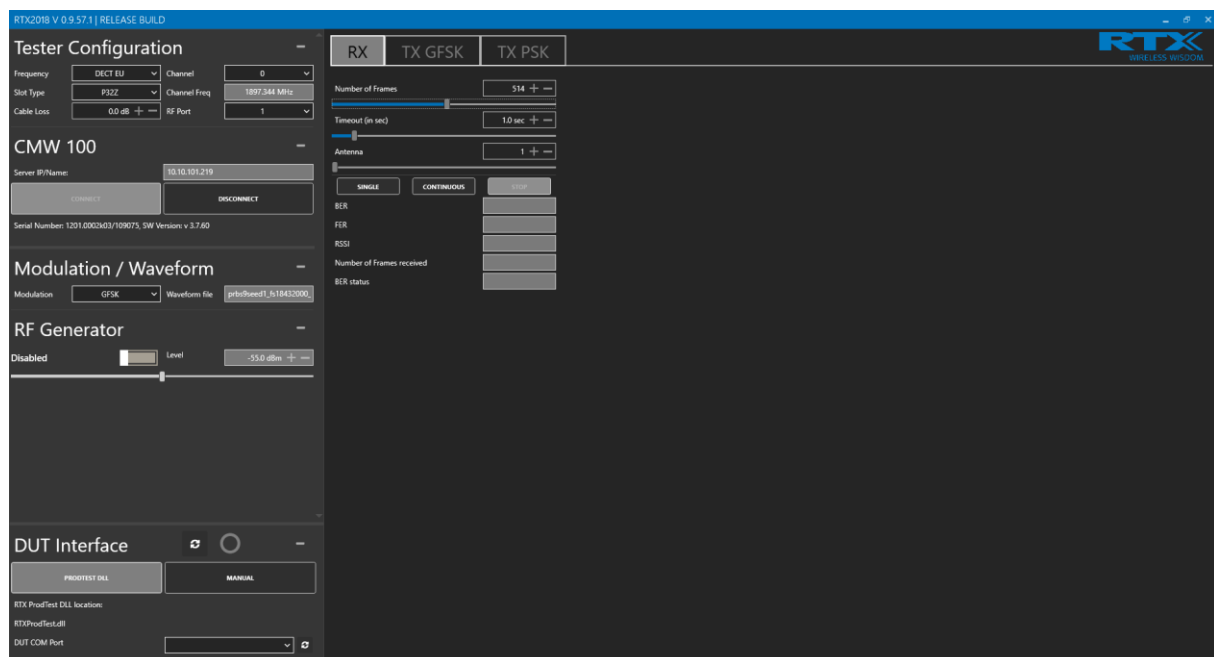 RTX2018 V 0.9.57.1 | RELEASE BUILD
Tester Configuration
Frequency DECT EU Channel 0
Slot Type P32Z Channel Freq 1897.344 MHz
Cable Loss 0.0 dB RF Port 1
CMW 100
Server IP/Name: 10.10.101.219
CONNECT DISCONNECT
Serial Number: 1201.0002k03/109075, SW Version: v 3.7.60
Modulation / Waveform
Modulation GFSK Waveform file prbs9seed1_fs18432000_
RF Generator
Disabled Level -55.0 dBm
DUT Interface
PRODTEST DLL MANUAL
RTX ProdTest DLL location:
RTXProdTest.dll
DUT COM Port
RX TX GFSK TX PSK
Number of Frames 514
Timeout (in sec) 1.0 sec
Antenna 1
SINGLE CONTINUOUS STOP
BER
FER
RSSI
Number of Frames received
BER status
RTX
WIRELESS WISDOM